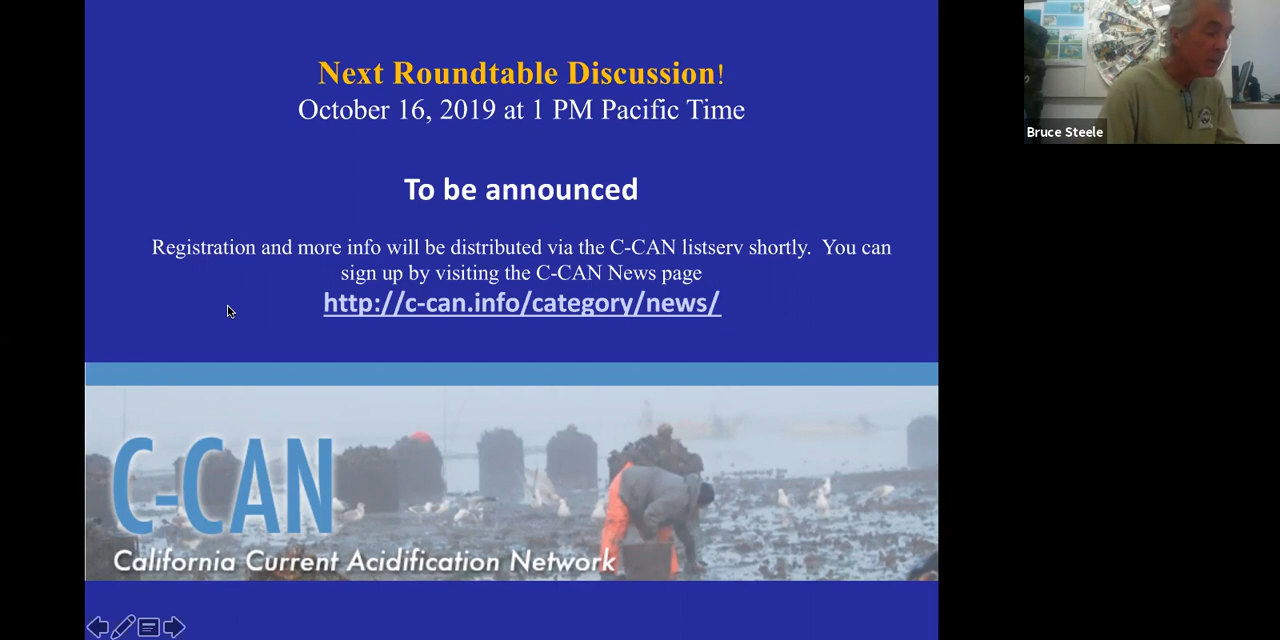 Next Roundtable Discussion!
October 16, 2019 at 1 PM Pacific Time
To be announced
Registration and more info will be distributed via the C-CAN listserv shortly.  You can
sign up by visiting the C-CAN News page
http://c-can.info/category/news/
C-CAN
California Current Acidification Network
Bruce Steele